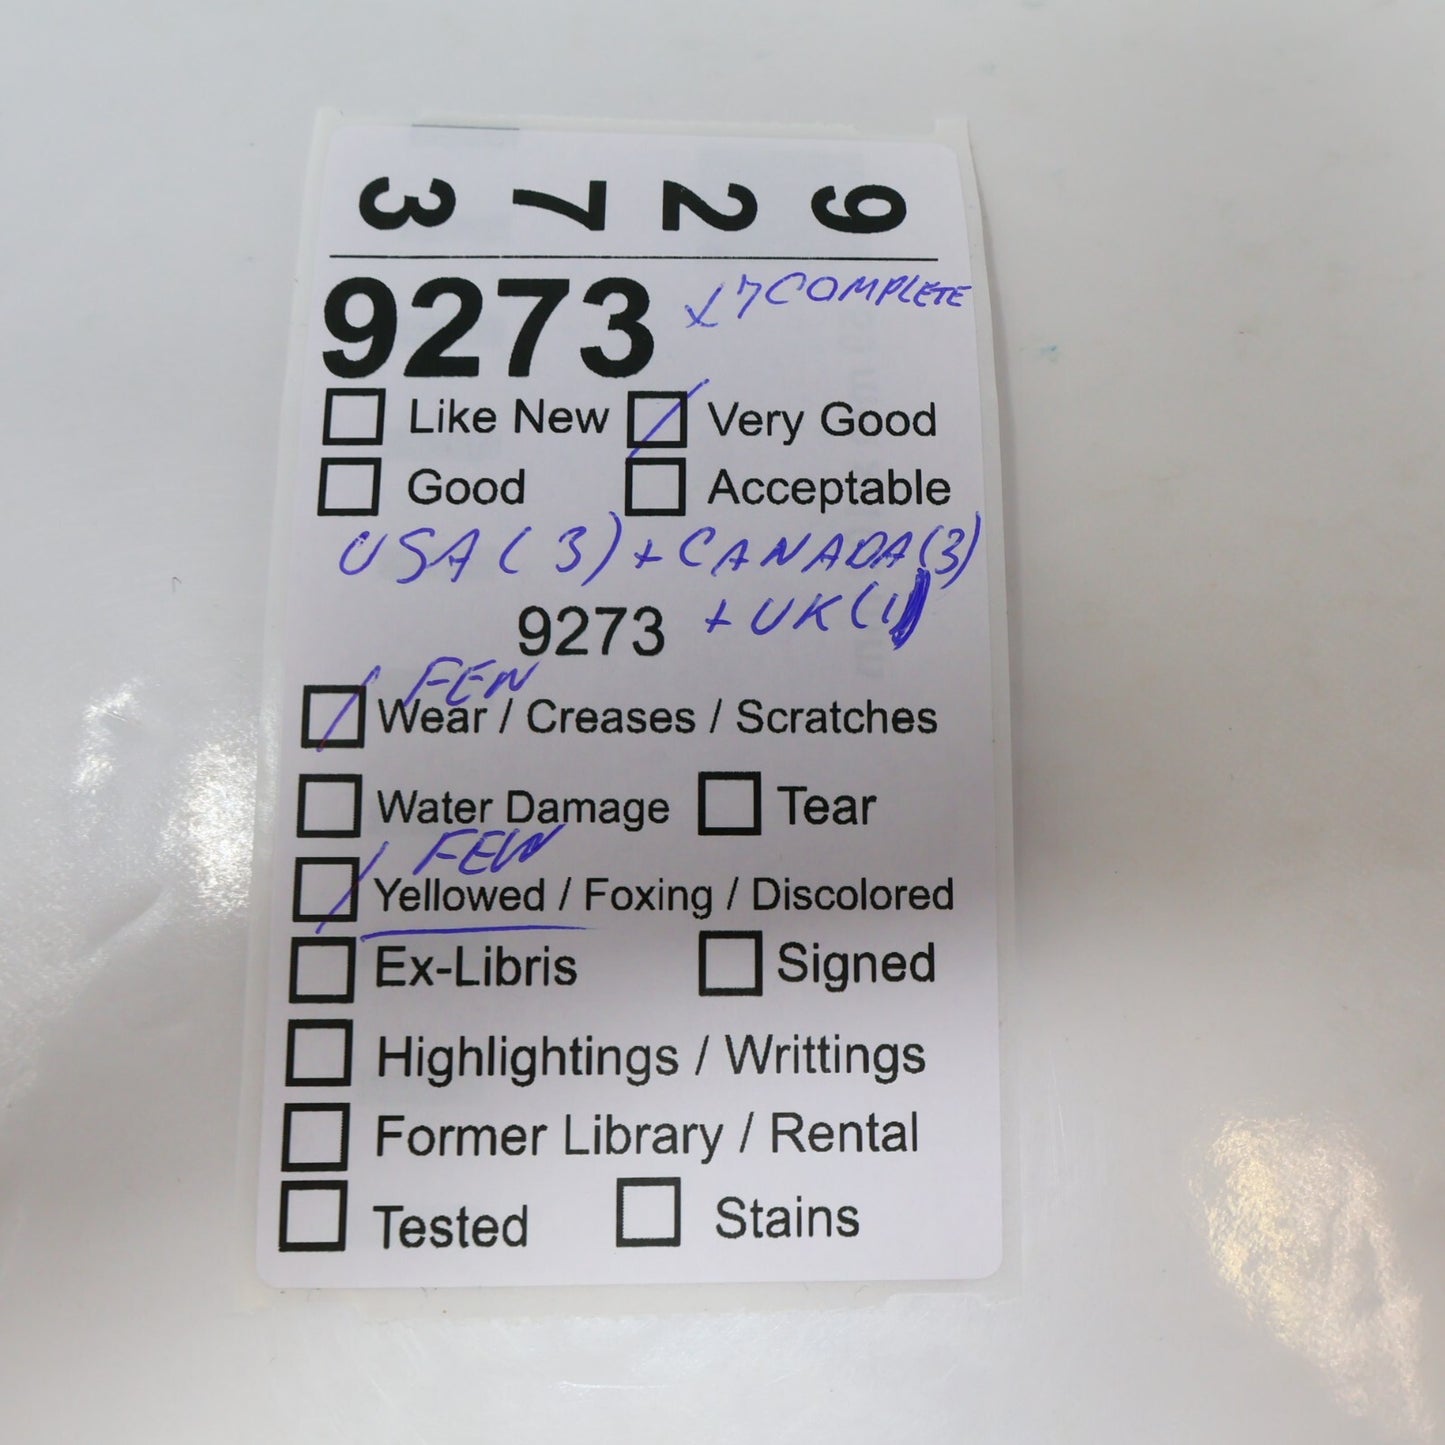 9273
9273 x7 COMPLETE
Like New Very Good
Good Acceptable
USA (3) + CANADA (3)
9273 + UK (1)
FEW
Wear / Creases / Scratches
Water Damage Tear
FEW
Yellowed / Foxing / Discolored
Ex-Libris Signed
Highlightings / Writtings
Former Library / Rental
Tested Stains